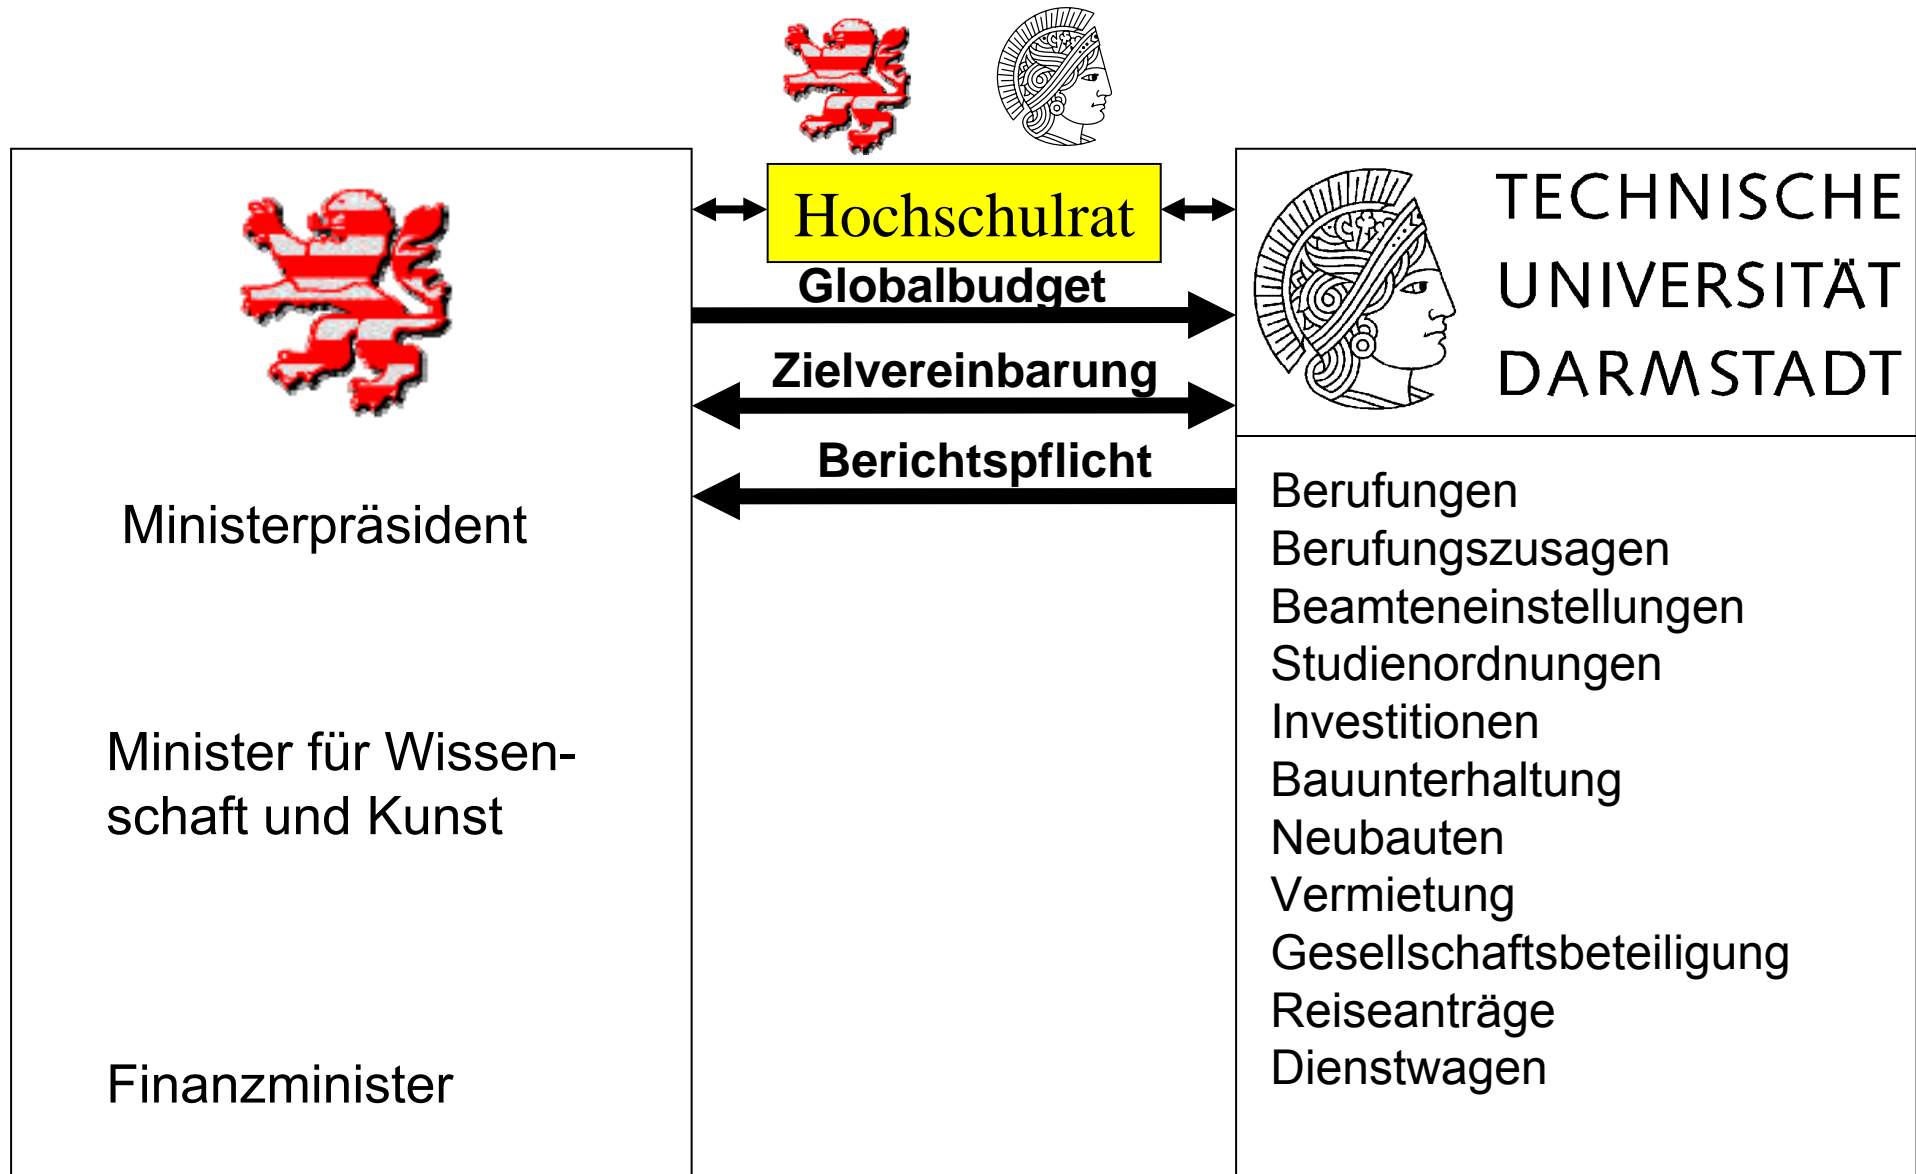 Hochschulrat
Globalbudget
Zielvereinbarung
Berichtspflicht
Ministerpräsident
Minister für Wissen-
schaft und Kunst
Finanzminister
TECHNISCHE
UNIVERSITÄT
DARMSTADT
Berufungen
Berufungszusagen
Beamteneinstellungen
Studienordnungen
Investitionen
Bauunterhaltung
Neubauten
Vermietung
Gesellschaftsbeteiligung
Reiseanträge
Dienstwagen